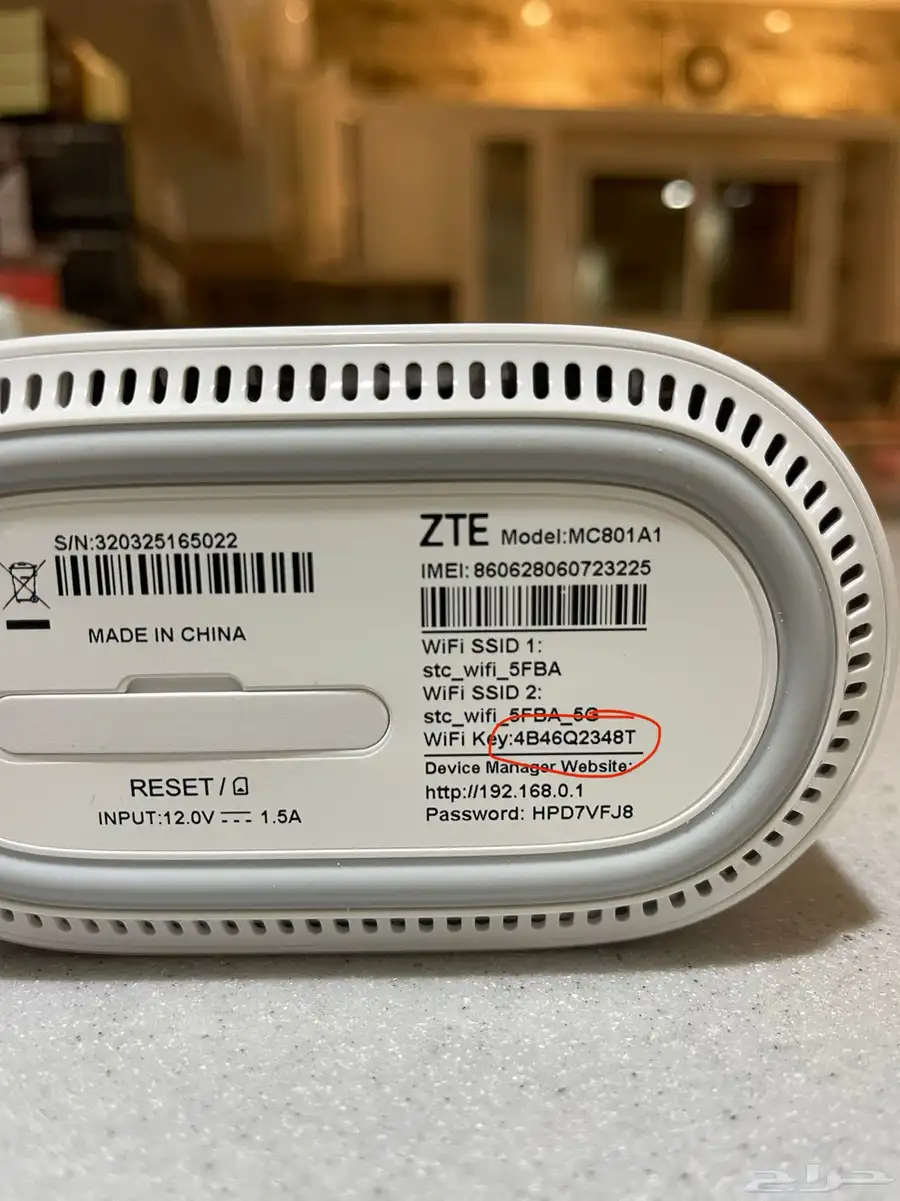 S/N:320325165022
MADE IN CHINA
RESET /
INPUT:12.0V 1.5A
ZTE Model:MC801A1
IMEI: 860628060723225
WiFi SSID 1:
stc_wifi_5FBA
WiFi SSID 2:
stc_wifi_5FBA_5G
WiFi Key:4B46Q2348T
Device Manager Website:
http://192.168.0.1
Password: HPD7VFJ8
حراج